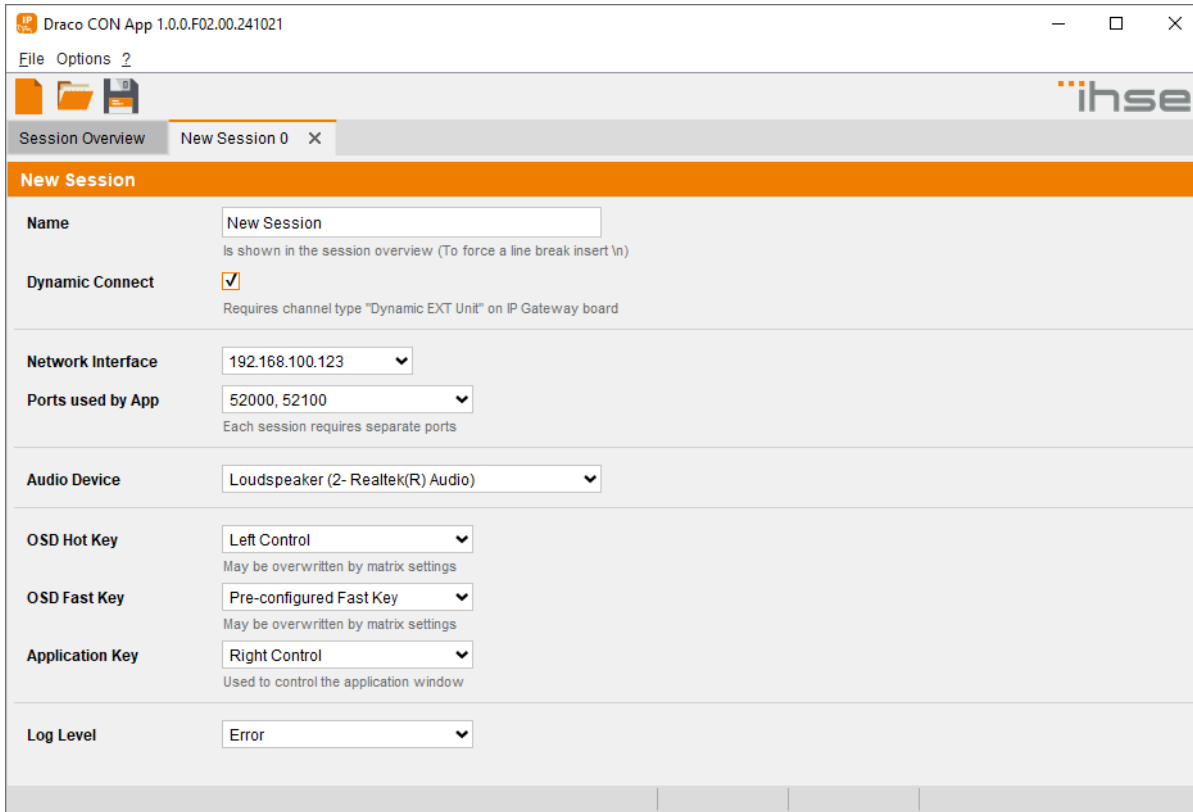 Draco CON App 1.0.0.F02.00.241021
File Options ?
ihse
Session Overview New Session 0
New Session
Name New Session
Is shown in the session overview (To force a line break insert \n)
Dynamic Connect
Requires channel type "Dynamic EXT Unit" on IP Gateway board
Network Interface 192.168.100.123
Ports used by App 52000, 52100
Each session requires separate ports
Audio Device Loudspeaker (2- Realtek(R) Audio)
OSD Hot Key Left Control
May be overwritten by matrix settings
OSD Fast Key Pre-configured Fast Key
May be overwritten by matrix settings
Application Key Right Control
Used to control the application window
Log Level Error